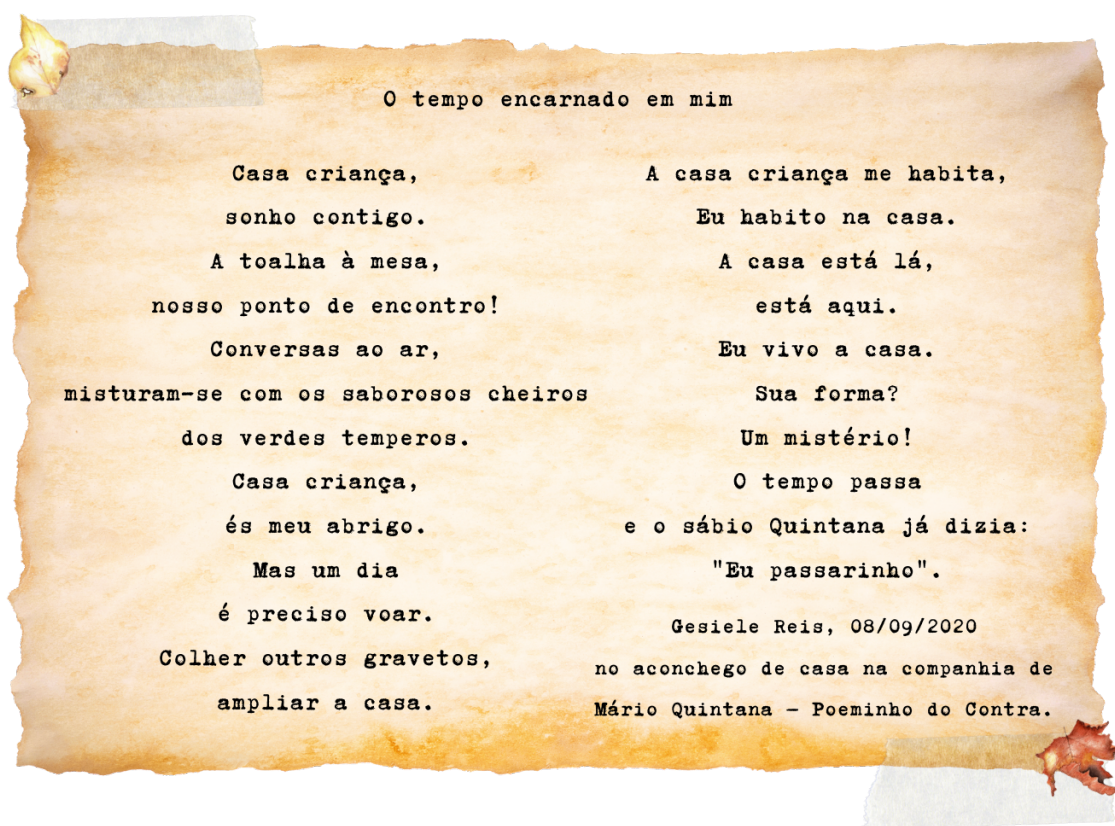 O tempo encarnado em mim
Casa criança,
sonho contigo.
A toalha à mesa,
nosso ponto de encontro!
Conversas ao ar,
misturam-se com os saborosos cheiros
dos verdes temperos.
Casa criança,
és meu abrigo.
Mas um dia
é preciso voar.
Colher outros gravetos,
ampliar a casa.
A casa criança me habita,
Eu habito na casa.
A casa está lá,
está aqui.
Eu vivo a casa.
Sua forma?
Um mistério!
O tempo passa
e o sábio Quintana já dizia:
"Eu passarinho".
Gesiele Reis, 08/09/2020
no aconchego de casa na companhia de
Mário Quintana – Poeminho do Contra.